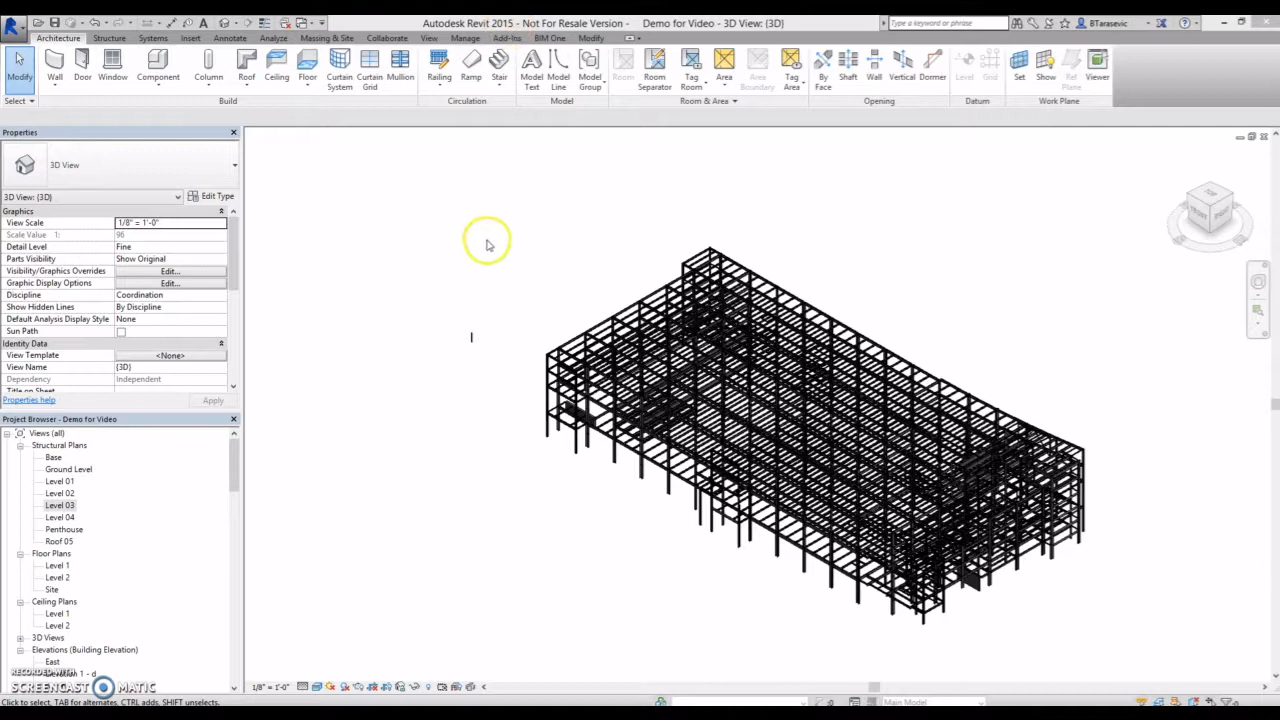 Autodesk Revit 2015 - Not For Resale Version - Demo for Video - 3D View: {3D}
Type a keyword or phrase
BTarasevic
Architecture Structure Systems Insert Annotate Analyze Massing & Site Collaborate View Manage Add-Ins BIM One Modify
Modify Wall Door Window Component Column Roof Ceiling Floor Curtain System Curtain Grid Mullion Railing Ramp Stair Model Text Model Line Model Group Room Room Separator Tag Room Area Area Boundary Tag Area By Face Shaft Wall Vertical Dormer Level Grid Set Show Ref Plane Viewer
Select Build Circulation Model Room & Area Opening Datum Work Plane
Properties
3D View
3D View: {3D} Edit Type
Graphics
View Scale 1/8" = 1'-0"
Scale Value 1: 96
Detail Level Fine
Parts Visibility Show Original
Visibility/Graphics Overrides Edit...
Graphic Display Options Edit...
Discipline Coordination
Show Hidden Lines By Discipline
Default Analysis Display Style None
Sun Path
Identity Data
View Template <None>
View Name {3D}
Dependency Independent
Title on Sheet
Properties help Apply
Project Browser - Demo for Video
Views (all)
Structural Plans
Base
Ground Level
Level 01
Level 02
Level 03
Level 04
Penthouse
Roof 05
Floor Plans
Level 1
Level 2
Site
Ceiling Plans
Level 1
Level 2
3D Views
Elevations (Building Elevation)
East
Elevation 1 - d
RECORDED WITH
SCREENCAST MATIC
1/8" = 1'-0"
Click to select, TAB for alternates, CTRL adds, SHIFT unselects.
:0
Main Model
TOP
FRONT